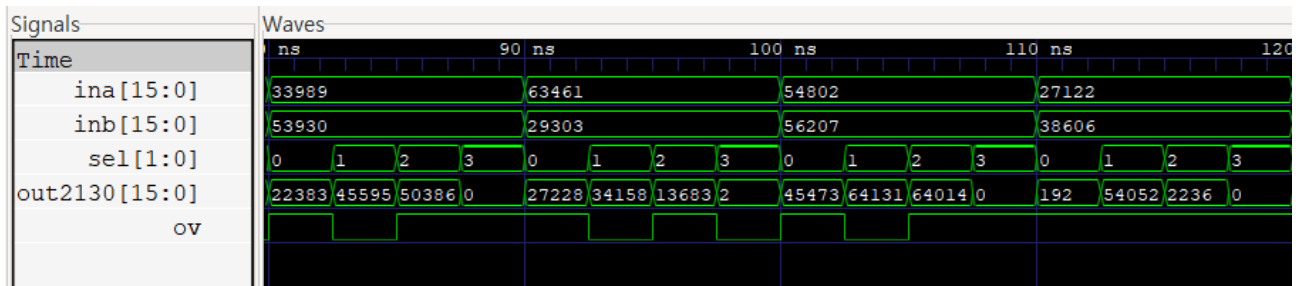 Signals Waves
Time ns 90 ns 100 ns 110 ns 120
ina[15:0] 33989 63461 54802 27122
inb[15:0] 53930 29303 56207 38606
sel[1:0] 0 1 2 3 0 1 2 3 0 1 2 3 0 1 2 3
out2130[15:0] 22383 45595 50386 0 27228 34158 13683 2 45473 64131 64014 0 192 54052 2236 0
ov